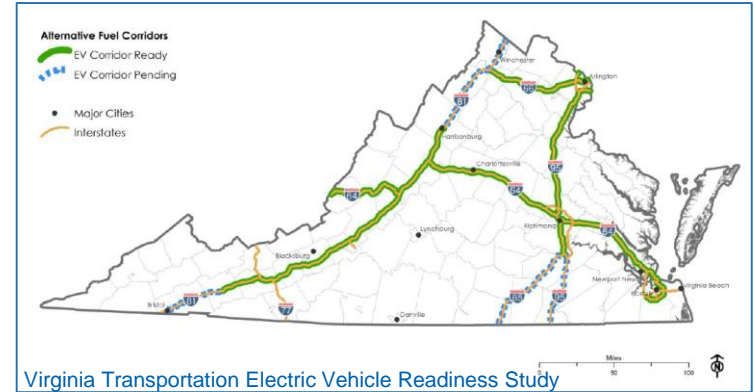 Alternative Fuel Corridors
EV Corridor Ready
EV Corridor Pending
Major Cities
Interstates
Winchester
81
66
Arlington
Harrisonburg
95
Charlottesville
64
64
Lynchburg
Richmond
64
Blacksburg
Newport News
Norfolk
Virginia Beach
Bristol
81
77
Danville
85
95
Miles
0
50
100
N
Virginia Transportation Electric Vehicle Readiness Study